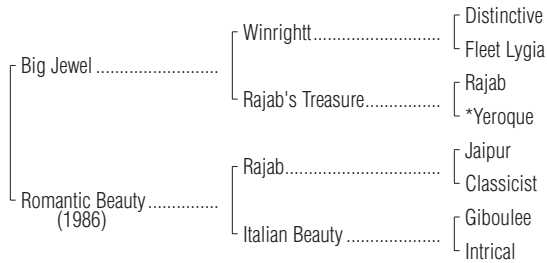 Distinctive
Winrightt
Fleet Lygia
Big Jewel
Rajab
Rajab's Treasure
*Yeroque
Jaipur
Rajab
Classicist
Romantic Beauty
(1986)
Giboulee
Italian Beauty
Intrical